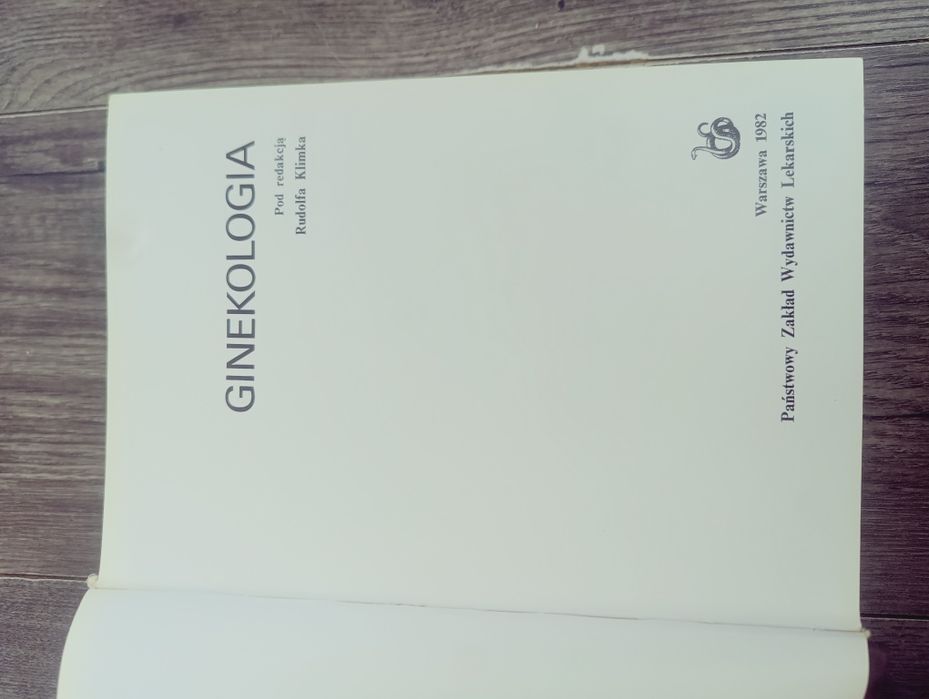 GINEKOLOGIA
Pod redakcją
Rudolfa Klimka
Warszawa 1982
Państwowy Zakład Wydawnictw Lekarskich